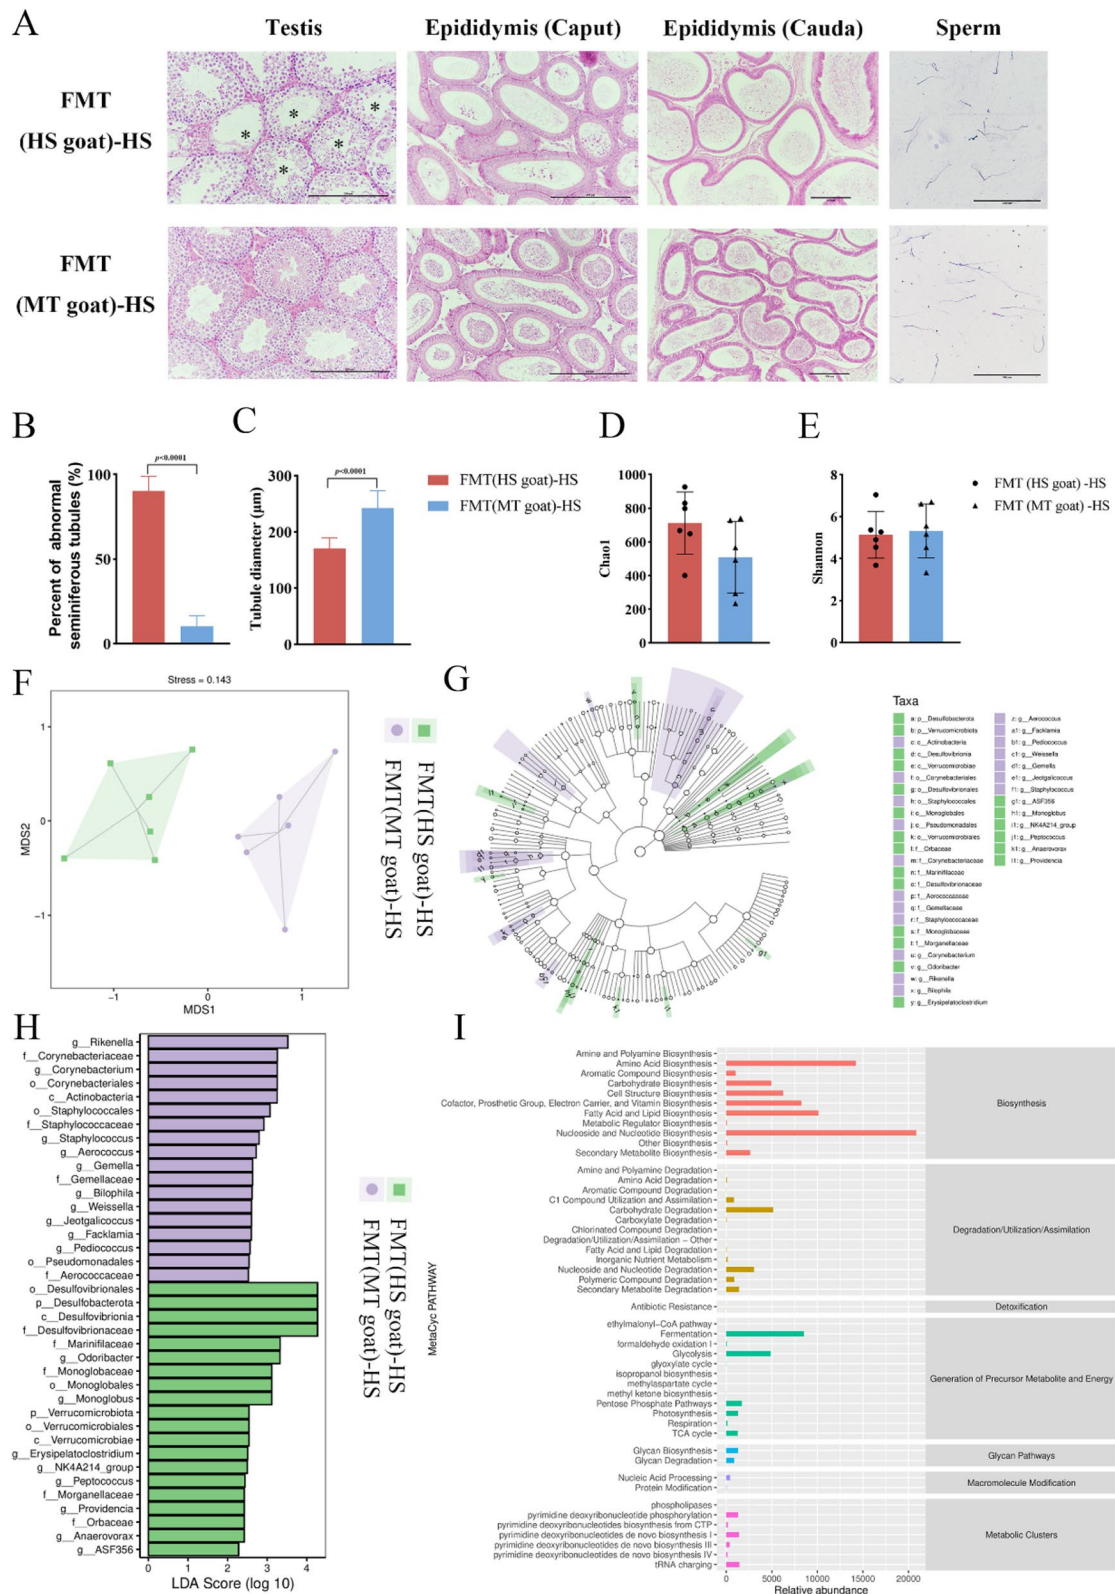 A
Testis
Epididymis (Caput)
Epididymis (Cauda)
Sperm
FMT
(HS goat)-HS
FMT
(MT goat)-HS
B
p<0.0001
Percent of abnormal
seminiferous tubules (%)
100
50
0
C
p<0.0001
Tubule diameter (μm)
300
200
100
0
FMT(HS goat)-HS
FMT(MT goat)-HS
D
Chao1
1000
800
600
400
200
0
E
Shannon
8
6
4
2
0
FMT (HS goat) -HS
FMT (MT goat) -HS
F
Stress = 0.143
MDS2
1
0
−1
−1
0
1
MDS1
FMT(HS goat)-HS
FMT(MT goat)-HS
G
Taxa
a: p__Desulfobacterota
b: p__Verrucomicrobiota
c: c__Actinobacteria
d: c__Desulfovibrionia
e: c__Verrucomicrobiae
f: o__Corynebacteriales
g: o__Desulfovibrionales
h: o__Staphylococcales
i: o__Monoglobales
j: o__Pseudomonadales
k: o__Verrucomicrobiales
l: f__Orbaceae
m: f__Corynebacteriaceae
n: f__Marinifilaceae
o: f__Desulfovibrionaceae
p: f__Aerococcaceae
q: f__Gemellaceae
r: f__Staphylococcaceae
s: f__Monoglobaceae
t: f__Morganellaceae
u: g__Corynebacterium
v: g__Odoribacter
w: g__Rikenella
x: g__Bilophila
y: g__Erysipelatoclostridium
z: g__Aerococcus
a1: g__Facklamia
b1: g__Pediococcus
c1: g__Weissella
d1: g__Gemella
e1: g__Jeotgalicoccus
f1: g__Staphylococcus
g1: g__ASF356
h1: g__Monoglobus
i1: g__NK4A214_group
j1: g__Peptococcus
k1: g__Anaerovorax
l1: g__Providencia
H
g__Rikenella
f__Corynebacteriaceae
g__Corynebacterium
o__Corynebacteriales
c__Actinobacteria
o__Staphylococcales
f__Staphylococcaceae
g__Staphylococcus
g__Aerococcus
g__Gemella
f__Gemellaceae
g__Bilophila
g__Weissella
g__Jeotgalicoccus
g__Facklamia
g__Pediococcus
o__Pseudomonadales
f__Aerococcaceae
o__Desulfovibrionales
p__Desulfobacterota
c__Desulfovibrionia
f__Desulfovibrionaceae
f__Marinifilaceae
g__Odoribacter
f__Monoglobaceae
o__Monoglobales
g__Monoglobus
p__Verrucomicrobiota
o__Verrucomicrobiales
c__Verrucomicrobiae
g__Erysipelatoclostridium
g__NK4A214_group
g__Peptococcus
f__Morganellaceae
g__Providencia
f__Orbaceae
g__Anaerovorax
g__ASF356
0 1 2 3 4
LDA Score (log 10)
FMT(HS goat)-HS
FMT(MT goat)-HS
I
MetaCyc PATHWAY
Amine and Polyamine Biosynthesis
Amino Acid Biosynthesis
Aromatic Compound Biosynthesis
Carbohydrate Biosynthesis
Cell Structure Biosynthesis
Cofactor, Prosthetic Group, Electron Carrier, and Vitamin Biosynthesis
Fatty Acid and Lipid Biosynthesis
Metabolic Regulator Biosynthesis
Nucleoside and Nucleotide Biosynthesis
Other Biosynthesis
Secondary Metabolite Biosynthesis
Biosynthesis
Amine and Polyamine Degradation
Amino Acid Degradation
Aromatic Compound Degradation
C1 Compound Utilization and Assimilation
Carbohydrate Degradation
Carboxylate Degradation
Chlorinated Compound Degradation
Degradation/Utilization/Assimilation − Other
Fatty Acid and Lipid Degradation
Inorganic Nutrient Metabolism
Nucleoside and Nucleotide Degradation
Polymeric Compound Degradation
Secondary Metabolite Degradation
Degradation/Utilization/Assimilation
Antibiotic Resistance
Detoxification
ethylmalonyl−CoA pathway
Fermentation
formaldehyde oxidation I
Glycolysis
glyoxylate cycle
isopropanol biosynthesis
methylaspartate cycle
methyl ketone biosynthesis
Pentose Phosphate Pathways
Photosynthesis
Respiration
TCA cycle
Generation of Precursor Metabolite and Energy
Glycan Biosynthesis
Glycan Degradation
Glycan Pathways
Nucleic Acid Processing
Protein Modification
Macromolecule Modification
phospholipases
pyrimidine deoxyribonucleotide phosphorylation
pyrimidine deoxyribonucleotides biosynthesis from CTP
pyrimidine deoxyribonucleotides de novo biosynthesis I
pyrimidine deoxyribonucleotides de novo biosynthesis III
pyrimidine deoxyribonucleotides de novo biosynthesis IV
tRNA charging
Metabolic Clusters
0 5000 10000 15000 20000
Relative abundance